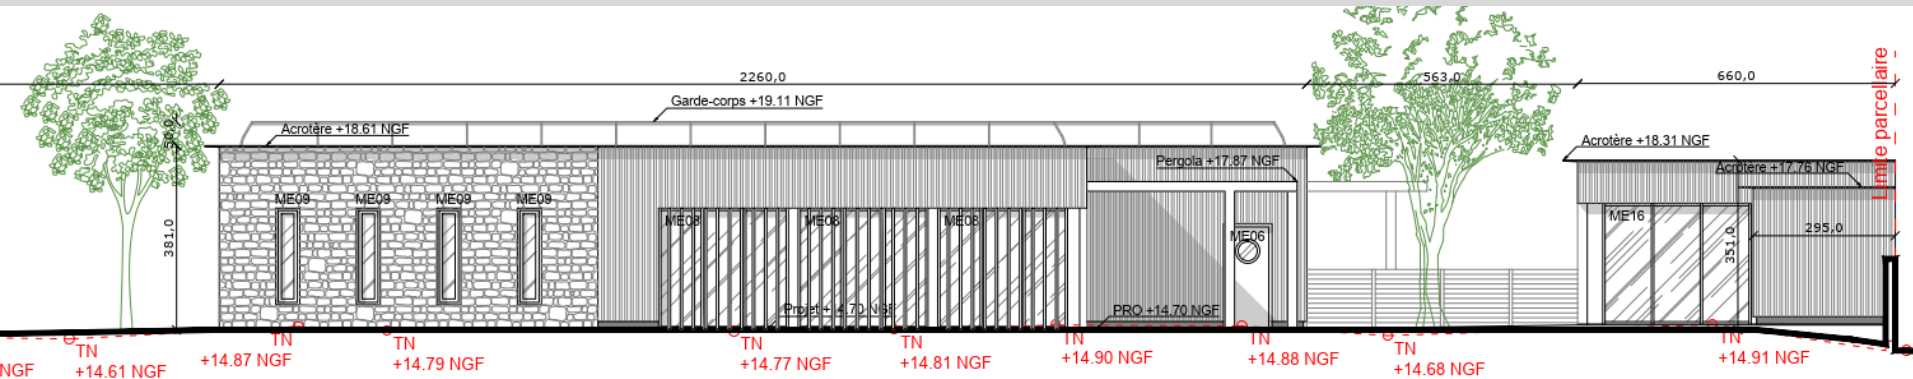 2260,0
563,0
660,0
Limite parcellaire
Garde-corps +19.11 NGF
50,0
Acrotère +18.61 NGF
Acrotère +18.31 NGF
Pergola +17.87 NGF
Acrotère +17.76 NGF
ME09
ME09
ME09
ME09
ME08
ME08
ME08
ME16
381,0
351,0
295,0
ME06
Projet + 4.70 NGF
PRO +14.70 NGF
TN
TN
TN
TN
TN
TN
TN
TN
TN
NGF
+14.61 NGF
+14.87 NGF
+14.79 NGF
+14.77 NGF
+14.81 NGF
+14.90 NGF
+14.88 NGF
+14.68 NGF
+14.91 NGF